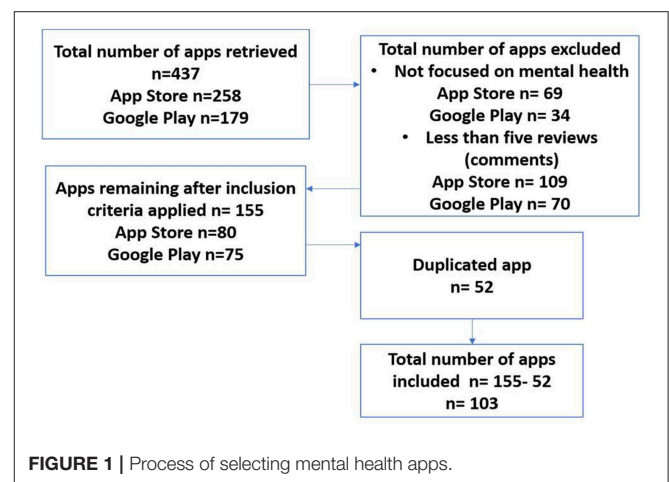 Total number of apps retrieved
n=437
App Store n=258
Google Play n=179
Total number of apps excluded
• Not focused on mental health
App Store n= 69
Google Play n= 34
• Less than five reviews
(comments)
App Store n= 109
Google Play n= 70
Apps remaining after inclusion
criteria applied n= 155
App Store n=80
Google Play n=75
Duplicated app
n= 52
Total number of apps
included n= 155- 52
n= 103
FIGURE 1 | Process of selecting mental health apps.